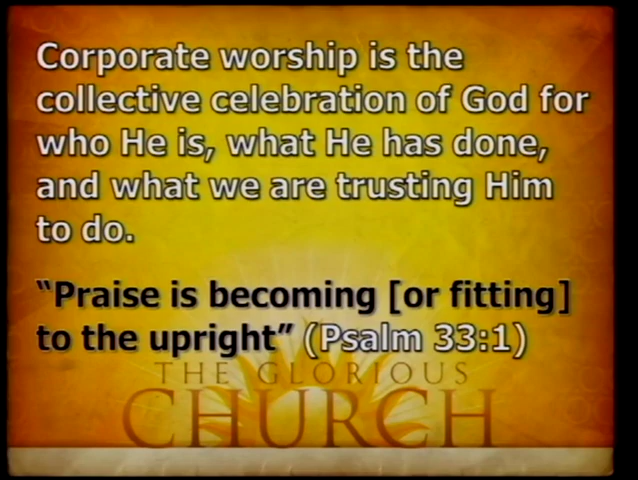 Corporate worship is the
collective celebration of God for
who He is, what He has done,
and what we are trusting Him
to do.
“Praise is becoming [or fitting]
to the upright” (Psalm 33:1)
THE GLORIOUS
CHURCH